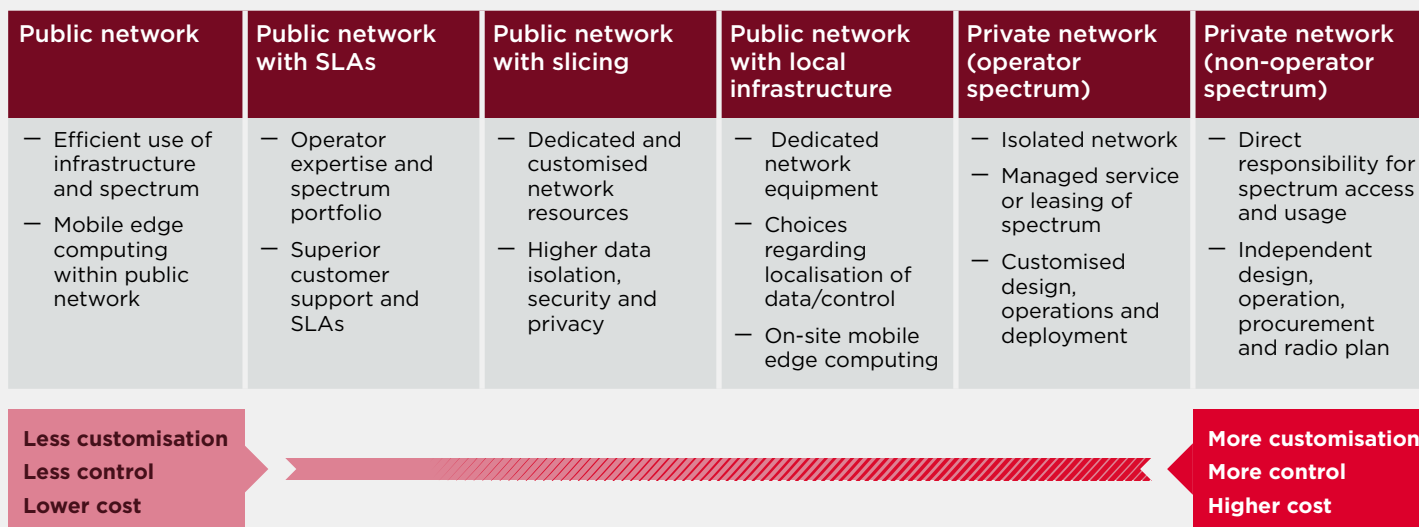 Public network
Public network
with SLAs
Public network
with slicing
Public network
with local
infrastructure
Private network
(operator
spectrum)
Private network
(non-operator
spectrum)
— Efficient use of
infrastructure
and spectrum
— Mobile edge
computing
within public
network
— Operator
expertise and
spectrum
portfolio
— Superior
customer
support and
SLAs
— Dedicated and
customised
network
resources
— Higher data
isolation,
security and
privacy
— Dedicated
network
equipment
— Choices
regarding
localisation of
data/control
— On-site mobile
edge computing
— Isolated network
— Managed service
or leasing of
spectrum
— Customised
design,
operations and
deployment
— Direct
responsibility for
spectrum access
and usage
— Independent
design,
operation,
procurement
and radio plan
Less customisation
Less control
Lower cost
More customisation
More control
Higher cost